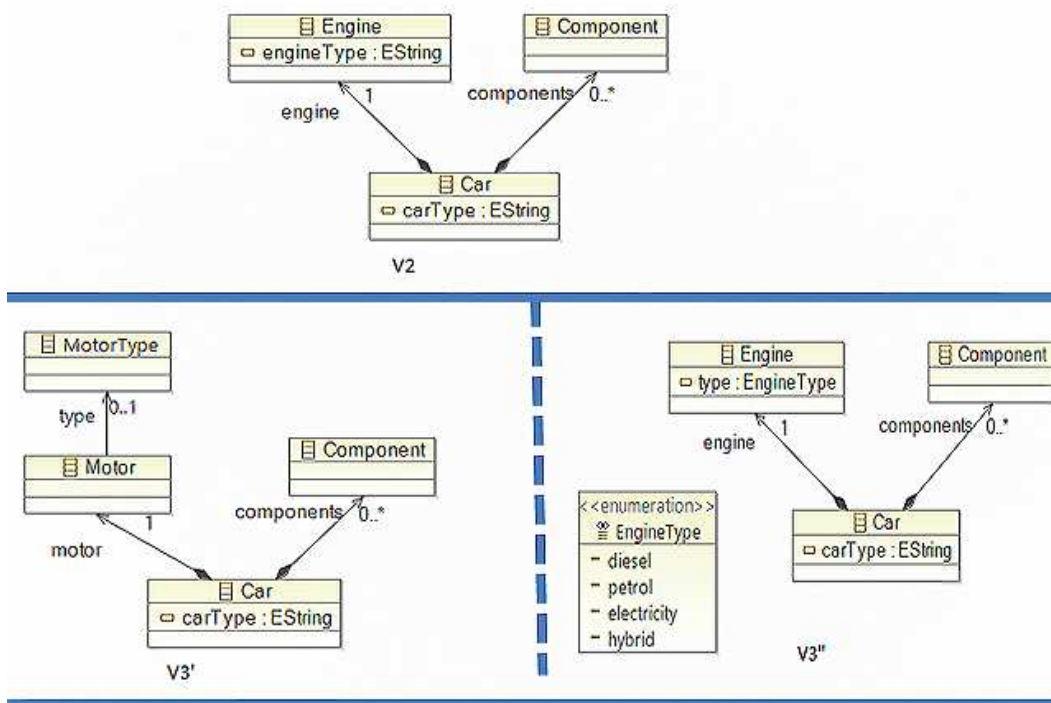 Engine
engineType : EString
Component
engine
1
components
0..*
Car
carType : EString
V2
MotorType
type
0..1
Motor
1
motor
Component
components
0..*
Car
carType : EString
V3'
Engine
type : EngineType
Component
engine
1
components
0..*
<<enumeration>>
EngineType
diesel
petrol
electricity
hybrid
Car
carType : EString
V3"